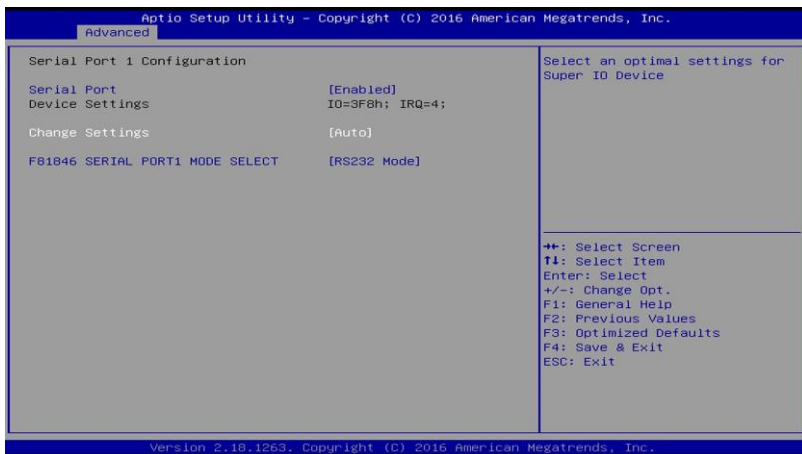 Aptio Setup Utility – Copyright (C) 2016 American Megatrends, Inc.
Advanced
Serial Port 1 Configuration
Serial Port [Enabled]
Device Settings IO=3F8h; IRQ=4;
Change Settings [Auto]
F81846 SERIAL PORT1 MODE SELECT [RS232 Mode]
Select an optimal settings for
Super IO Device
→←: Select Screen
↑↓: Select Item
Enter: Select
+/-: Change Opt.
F1: General Help
F2: Previous Values
F3: Optimized Defaults
F4: Save & Exit
ESC: Exit
Version 2.18.1263. Copyright (C) 2016 American Megatrends, Inc.